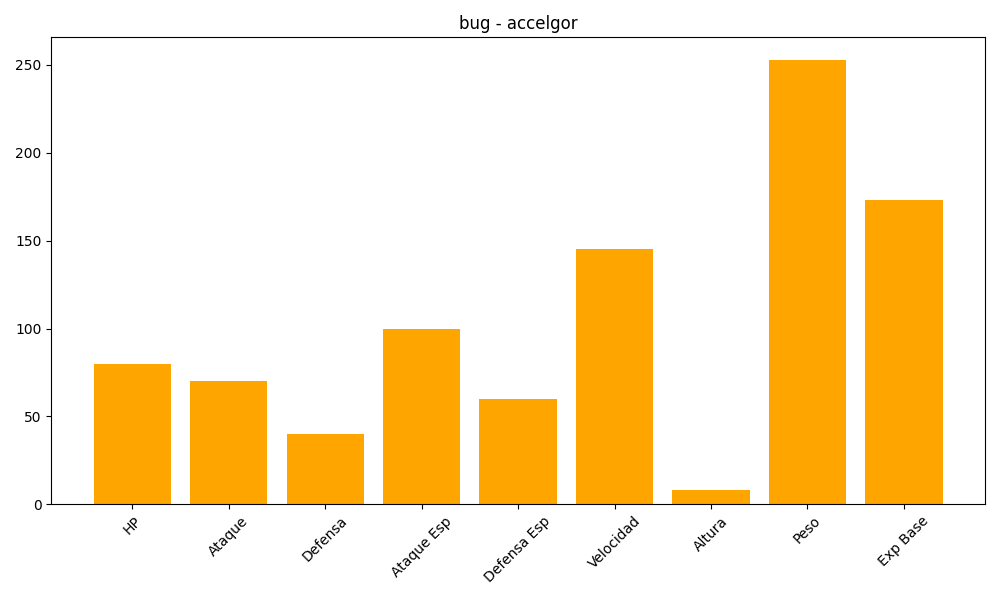 bug - accelgor
250
200
150
100
50
0
HP
Ataque
Defensa
Ataque Esp
Defensa Esp
Velocidad
Altura
Peso
Exp Base